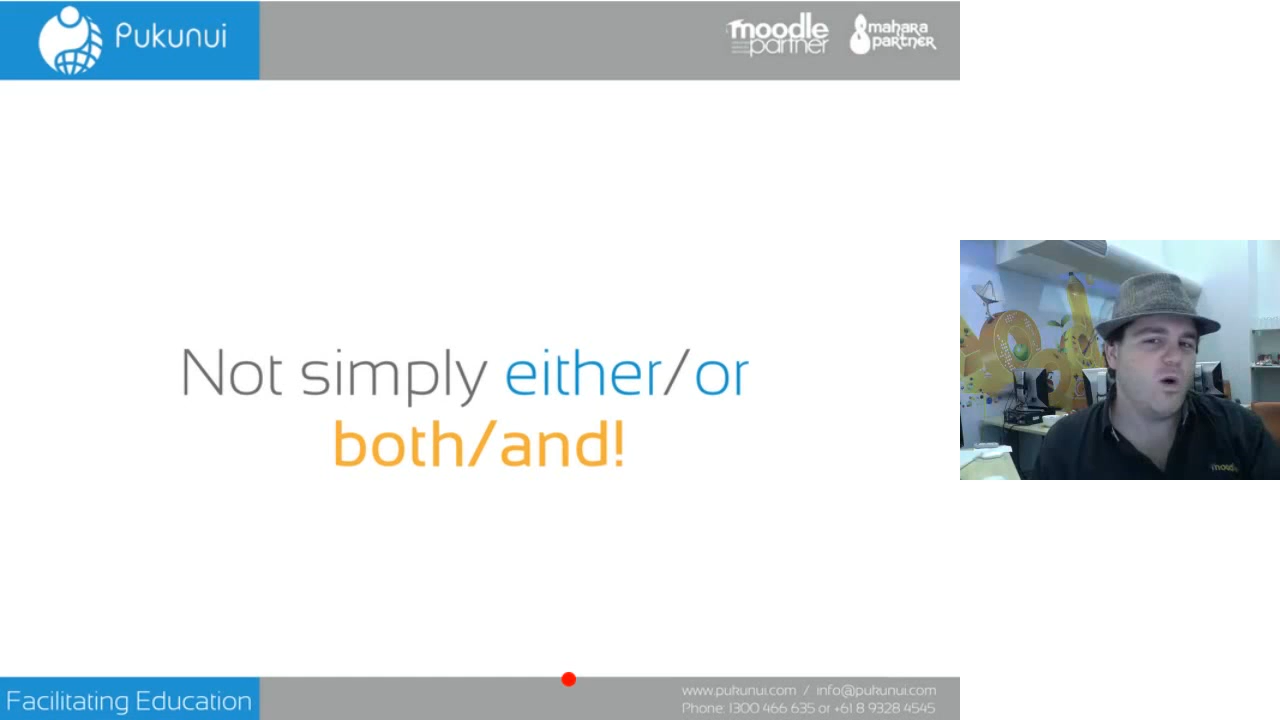 Pukunui
moodle
partner
mahara
partner
Not simply either/or
both/and!
Facilitating Education
www.pukunui.com / info@pukunui.com
Phone: 1300 466 635 or +61 8 9328 4545